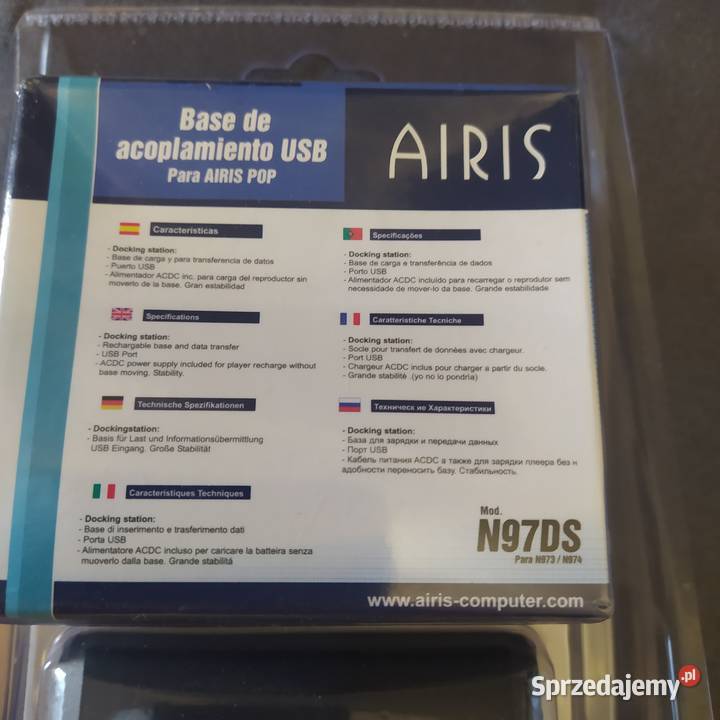 Base de
acoplamiento USB
Para AIRIS POP
AIRIS
Características
- Docking station:
- Base de carga y para transferencia de datos
- Puerto USB
- Alimentador ACDC inc. para carga del reproductor sin
moverlo de la base. Gran estabilidad
Specificações
- Docking station:
- Base de carga e transferência de dados
- Porto USB
- Alimentador ACDC incluido para recarregar o reprodutor sem
necessidade de mover-lo da base. Grande estabilidade
Specifications
- Docking station:
- Rechargable base and data transfer
- USB Port
- ACDC power supply included for player recharge without
base moving. Stability.
Caratteristiche Tecniche
- Docking station:
- Socle pour transfert de données avec chargeur.
- Port USB
- Chargeur ACDC inclus pour charger a partir du socle.
- Grande stabilité .(yo no lo pondría)
Technische Spezifikationen
- Dockingstation:
- Basis für Last und Informationsübermittlung
USB Eingang. Große Stabilität
Техническ ие Характеристики
- Docking station:
- База для зарядки и передачи данных
- Порт USB
- Кабель питания ACDC а также для зарядки плеера без н
адобности переносить базу. Стабильность.
Caracteristiques Techniques
- Docking station:
- Base di inserimento e trasferimento dati
- Porta USB
- Alimentatore ACDC incluso per caricare la batteira senza
muoverlo dalla base. Grande stabilitá
Mod.
N97DS
Para N973 / N974
www.airis-computer.com
Sprzedajemy.pl